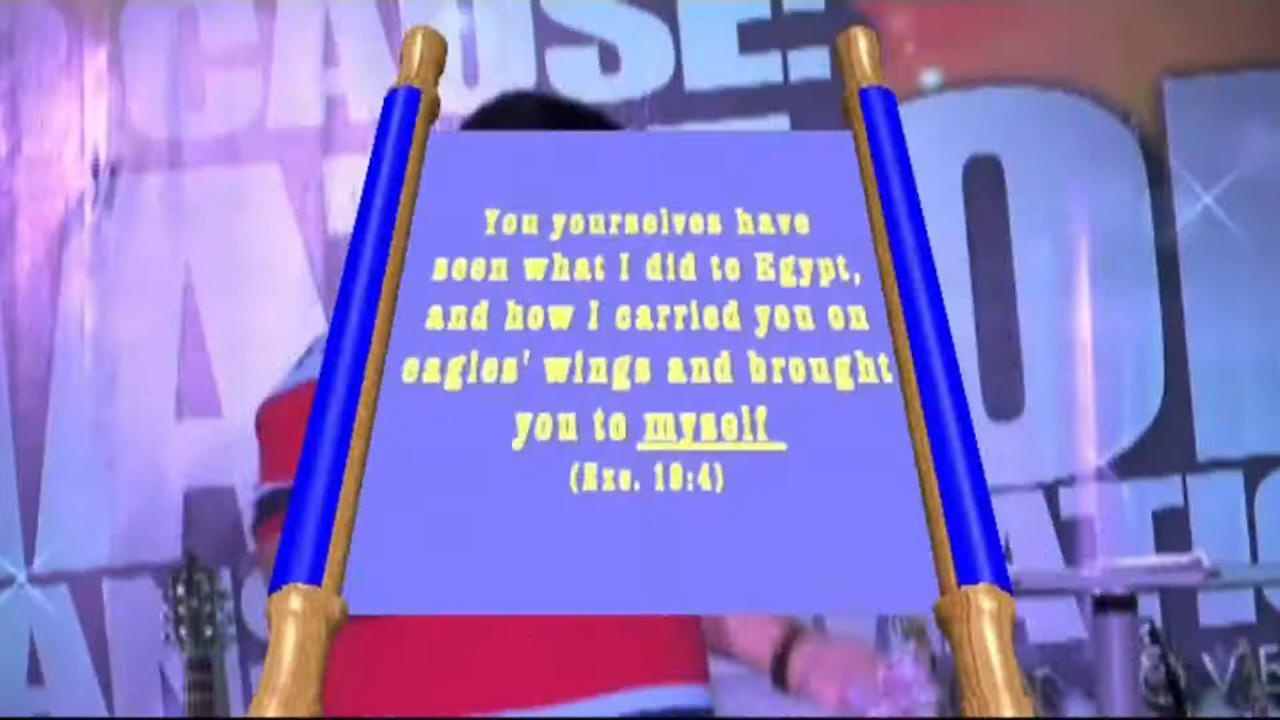 CAUSE!
You yourselves have
seen what I did to Egypt,
and how I carried you on
eagles' wings and brought
you to myself
(Exo. 19:4)